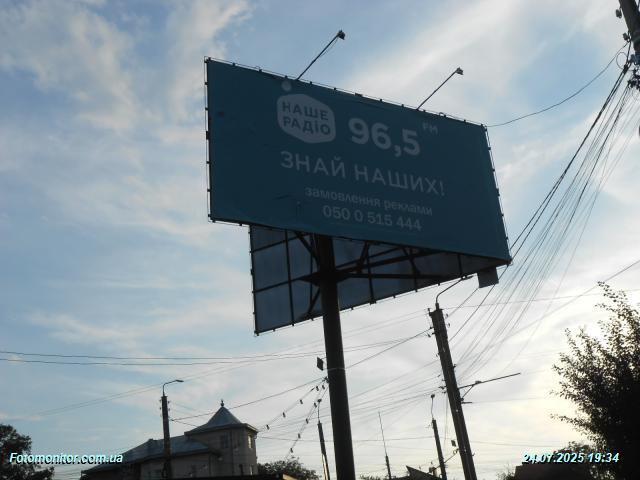 НАШЕ
РАДІО
96,5 FM
ЗНАЙ НАШИХ!
замовлення реклами
050 0 515 444
Fotomonitor.com.ua
24.07.2025 19:34